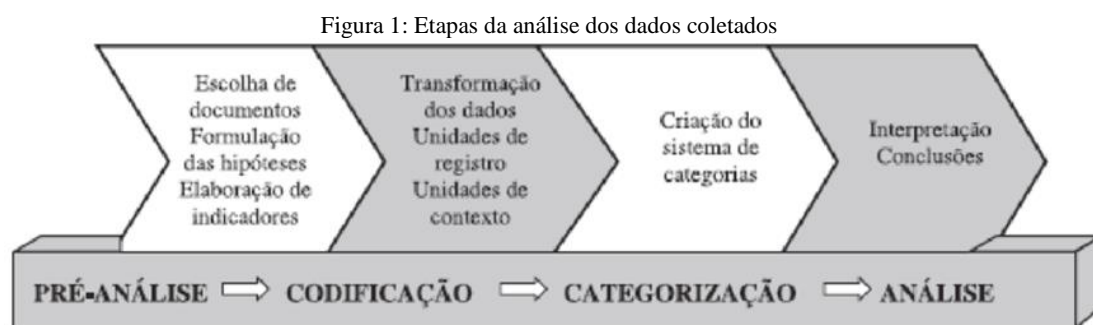 Figura 1: Etapas da análise dos dados coletados
Escolha de
documentos
Formulação
das hipóteses
Elaboração de
indicadores
Transformação
dos dados
Unidades de
registro
Unidades de
contexto
Criação do
sistema de
categorias
Interpretação
Conclusões
PRÉ-ANÁLISE
CODIFICAÇÃO
CATEGORIZAÇÃO
ANÁLISE